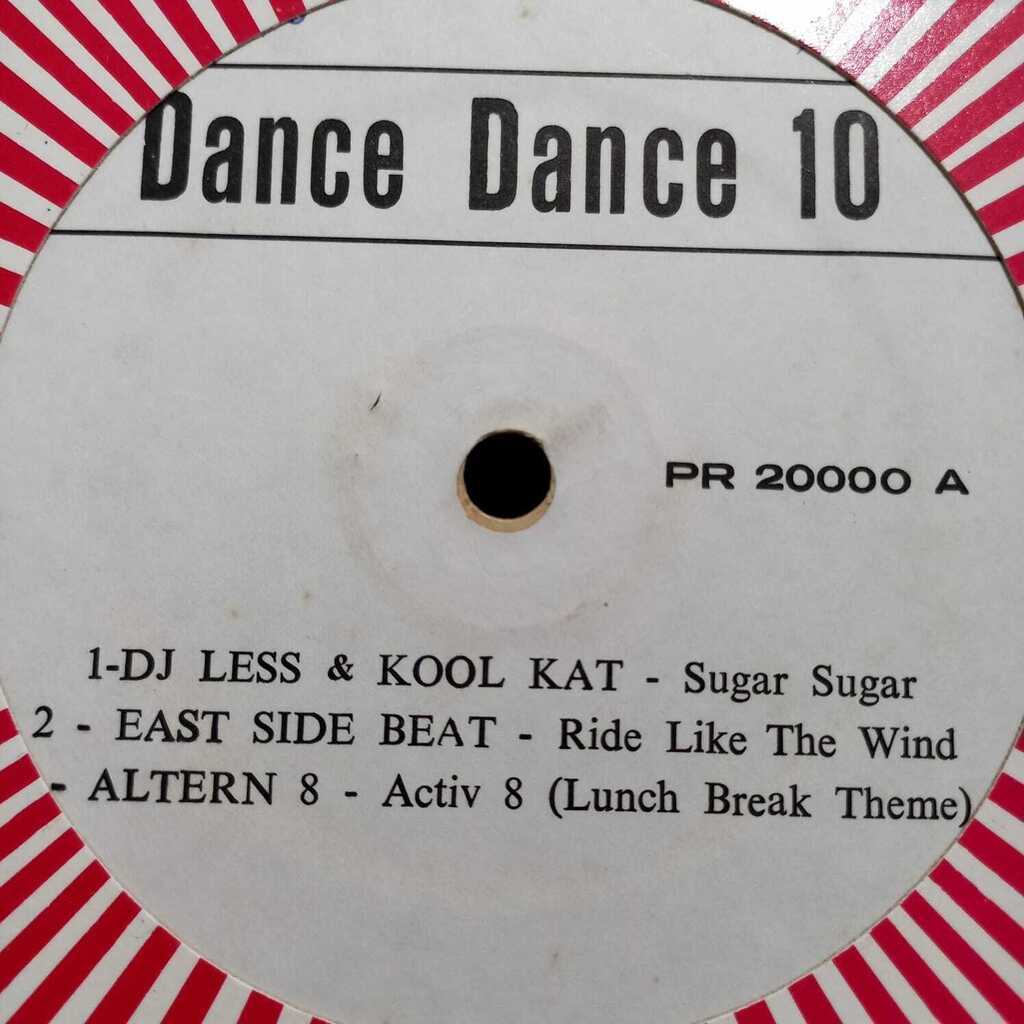 Dance Dance 10
PR 20000 A
1-DJ LESS & KOOL KAT - Sugar Sugar
2 - EAST SIDE BEAT - Ride Like The Wind
- ALTERN 8 - Activ 8 (Lunch Break Theme)